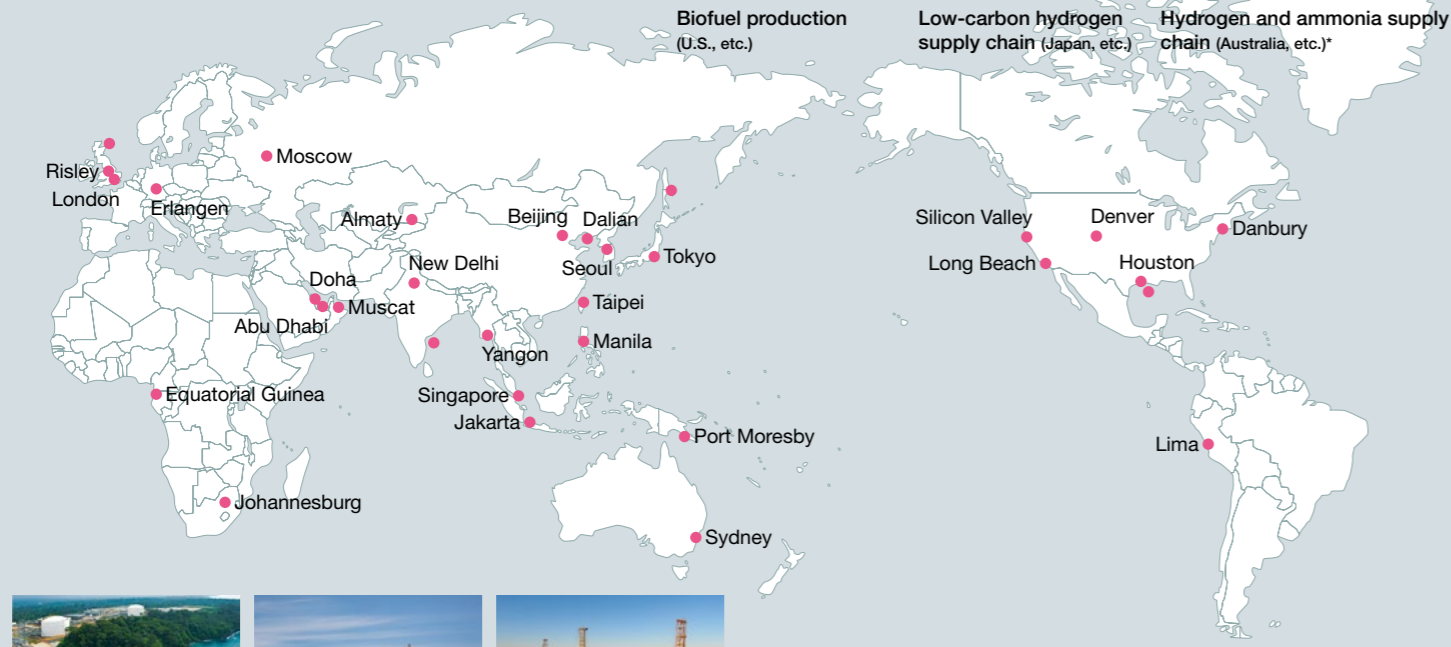 Biofuel production
(U.S., etc.)
Low-carbon hydrogen
supply chain (Japan, etc.)
Hydrogen and ammonia supply
chain (Australia, etc.)*
Moscow
Risley
London
Erlangen
Almaty
Beijing
Dalian
Seoul
Tokyo
New Delhi
Doha
Muscat
Abu Dhabi
Taipei
Manila
Yangon
Equatorial Guinea
Singapore
Jakarta
Port Moresby
Johannesburg
Sydney
Silicon Valley
Denver
Danbury
Long Beach
Houston
Lima